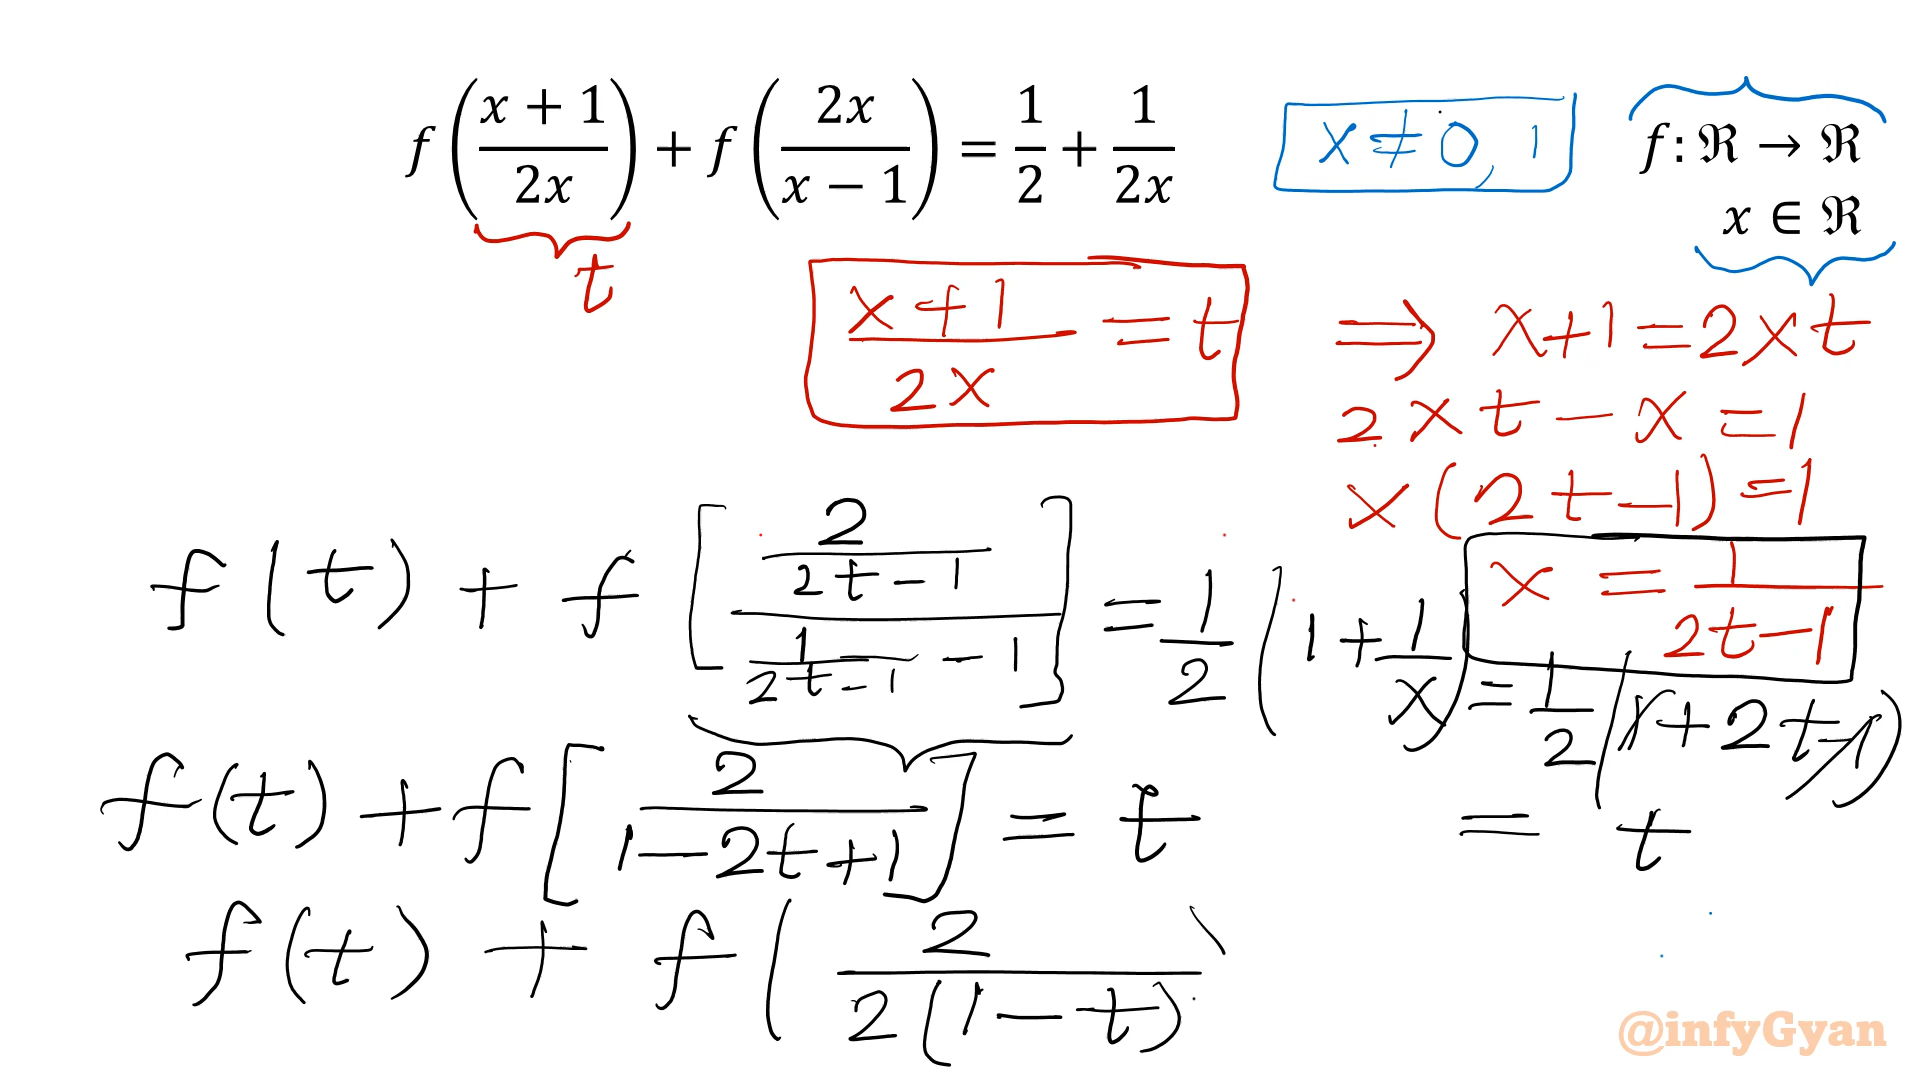 f((x + 1)/(2x)) + f((2x)/(x − 1)) = 1/2 + 1/(2x)
x ≠ 0, 1
f: ℜ → ℜ
x ∈ ℜ
t
(x + 1)/(2x) = t
⇒ x + 1 = 2xt
2xt − x = 1
x(2t − 1) = 1
x = 1/(2t − 1)
f(t) + f[(2/(2t − 1))/(1/(2t − 1) − 1)] = 1/2 (1 + 1/x) = 1/2 (1 + 2t − 1)
f(t) + f[2/(1 − 2t + 1)] = t
= t
f(t) + f(2/(2(1 − t)
@infyGyan